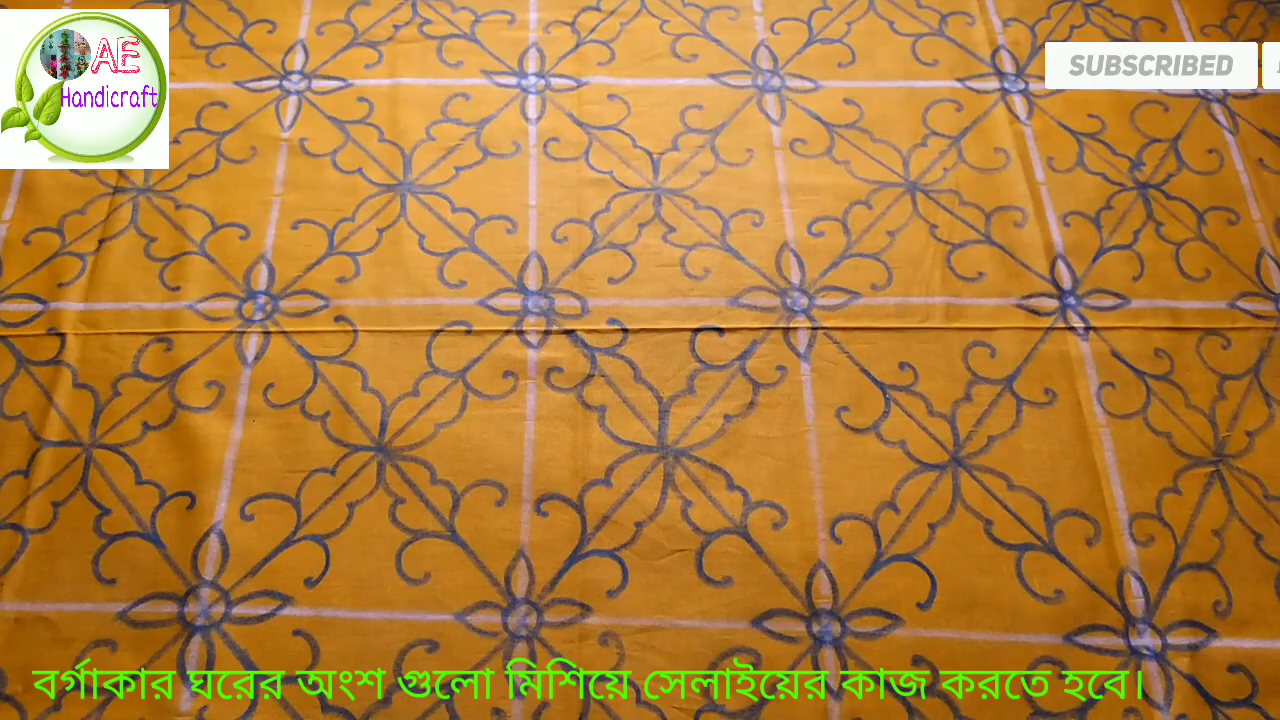 AE
Handicraft
SUBSCRIBED
বর্গাকার ঘরের অংশ গুলো মিশিয়ে সেলাইয়ের কাজ করতে হবে।